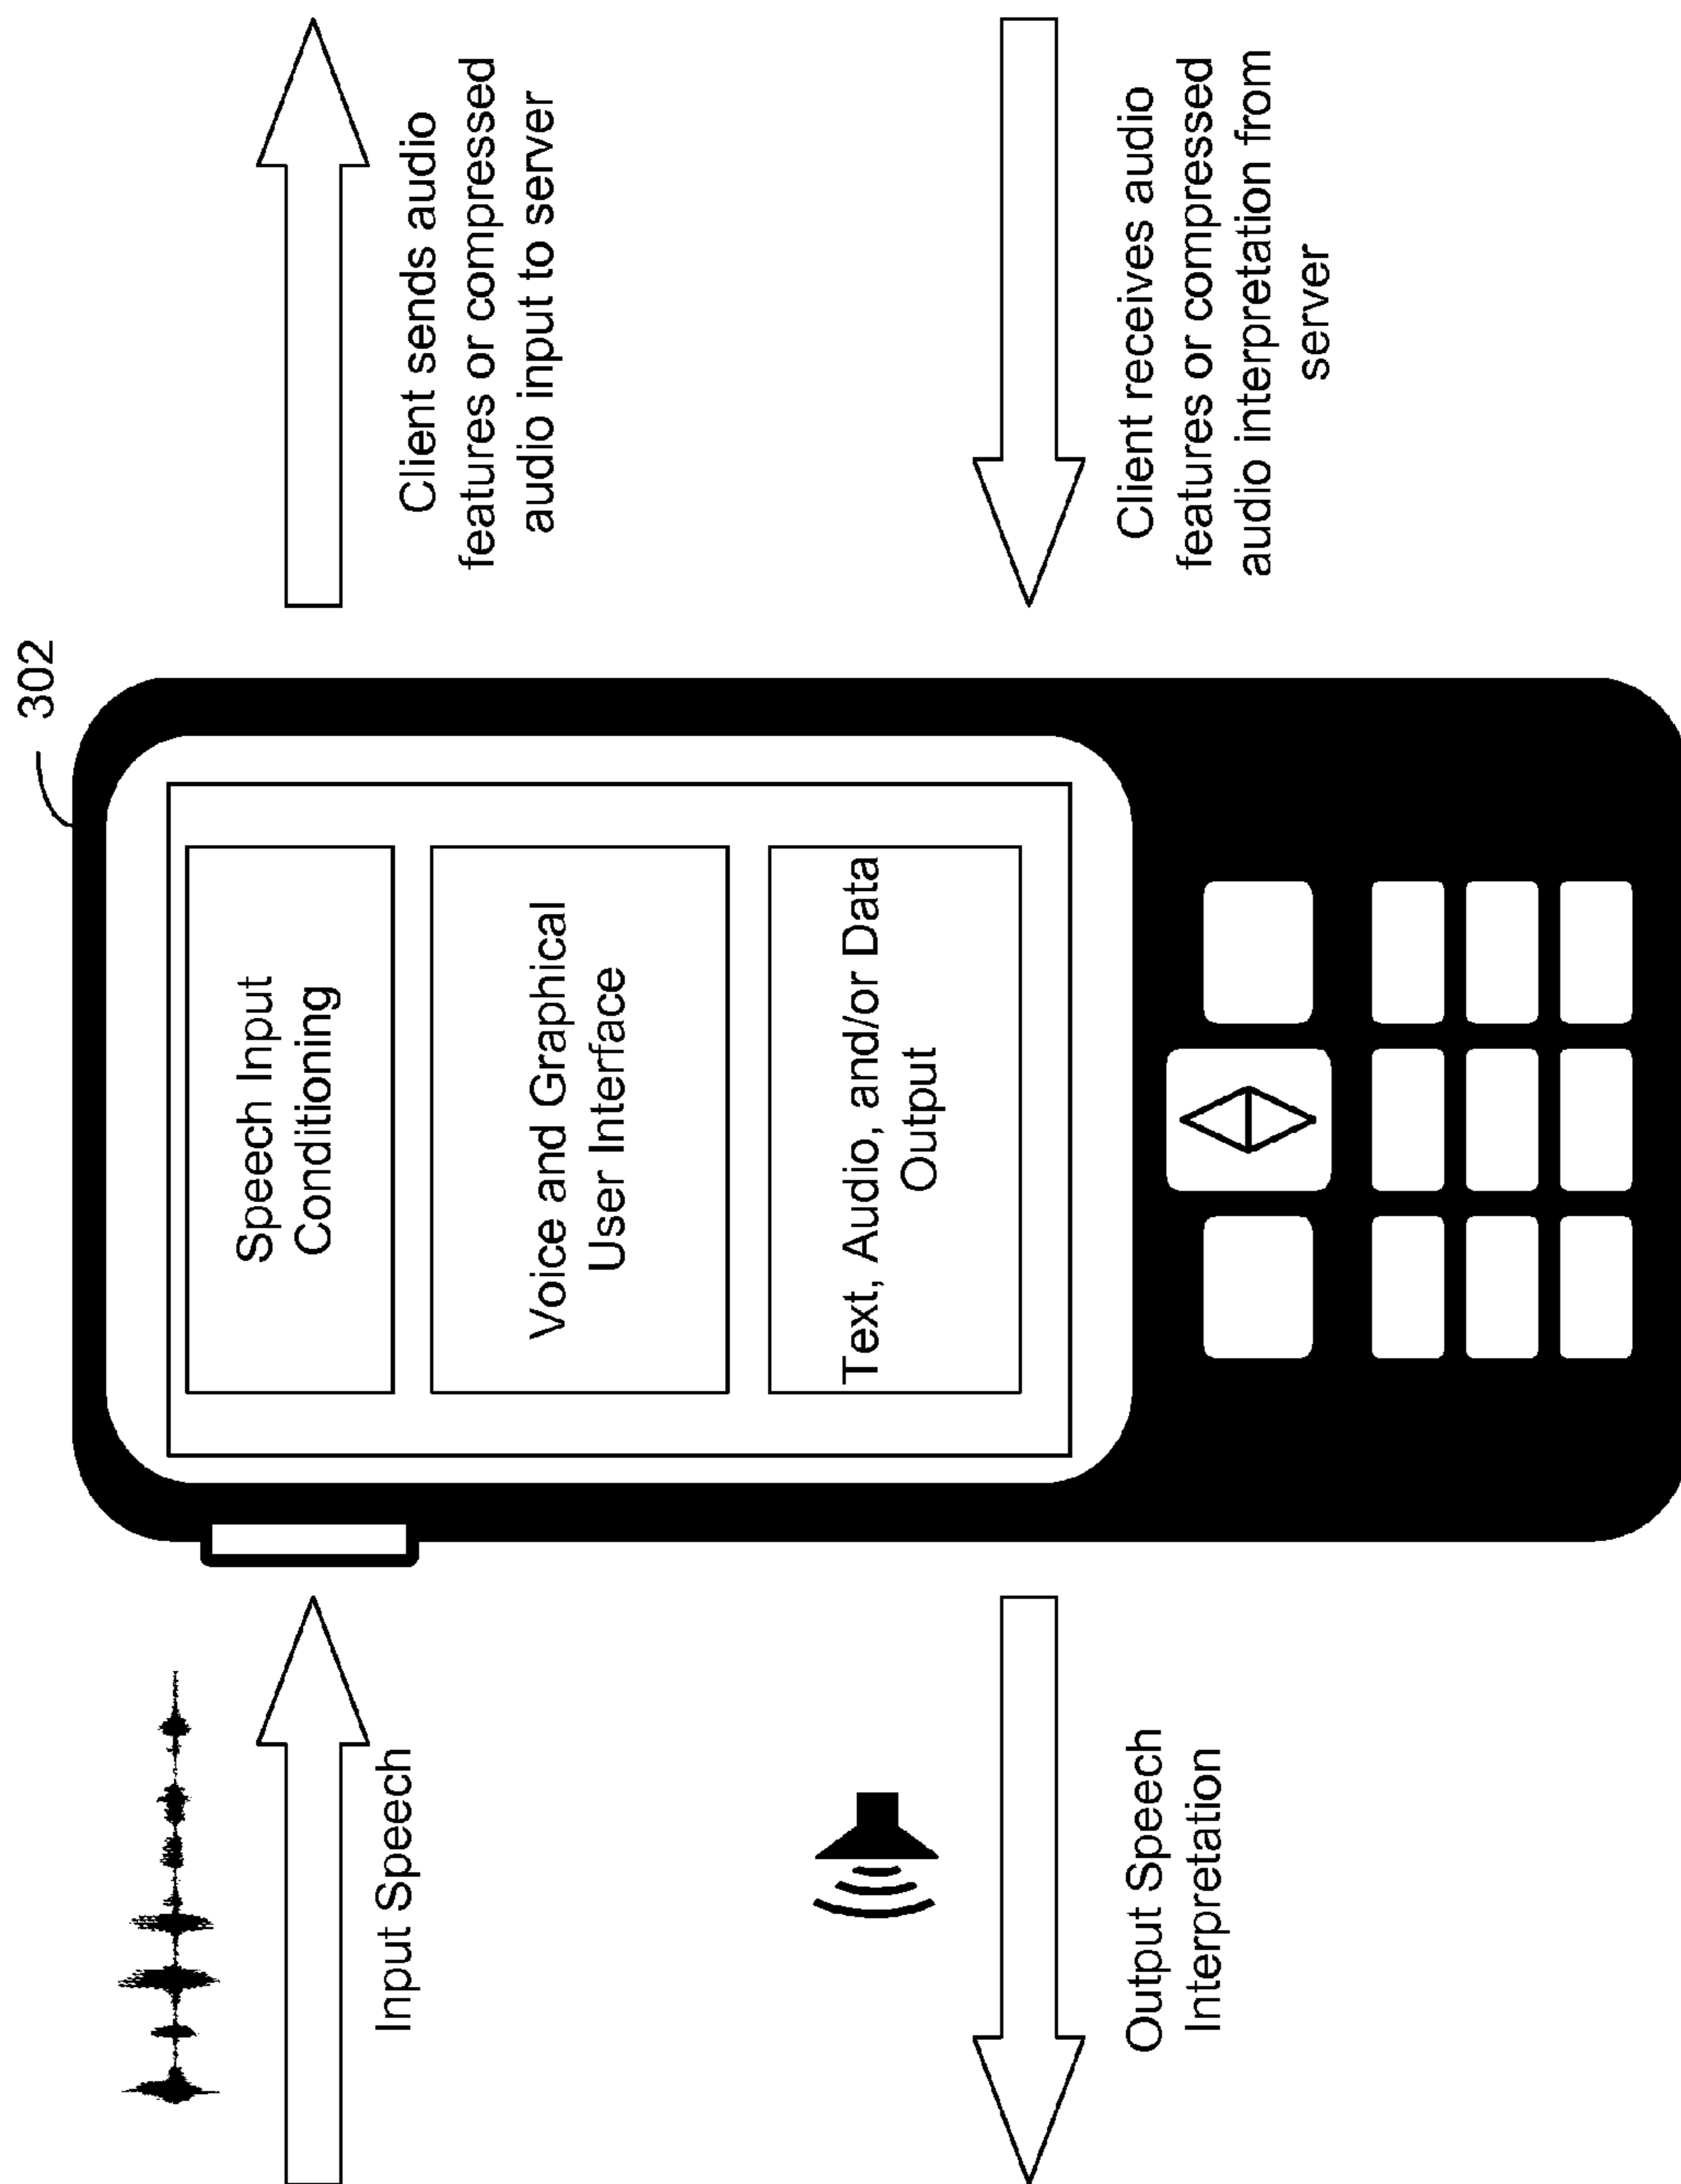 302
Input Speech
Speech Input
Conditioning
Client sends audio
features or compressed
audio input to server
Voice and Graphical
User Interface
Text, Audio, and/or Data
Output
Output Speech
Interpretation
Client receives audio
features or compressed
audio interpretation from
server